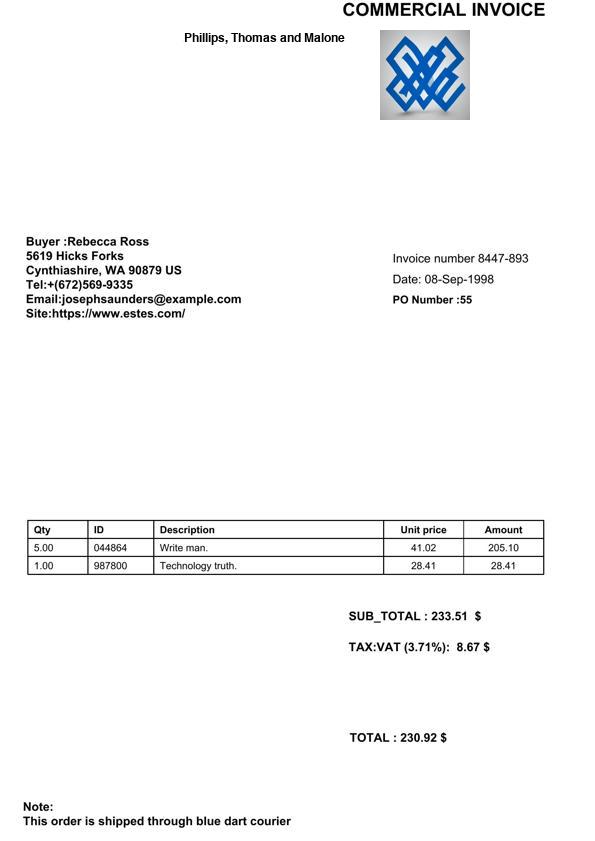 COMMERCIAL INVOICE
Phillips, Thomas and Malone
Buyer :Rebecca Ross
5619 Hicks Forks
Cynthiashire, WA 90879 US
Tel:+(672)569-9335
Email:josephsaunders@example.com
Site:https://www.estes.com/
Invoice number 8447-893
Date: 08-Sep-1998
PO Number :55
Qty ID Description Unit price Amount
5.00 044864 Write man. 41.02 205.10
1.00 987800 Technology truth. 28.41 28.41
SUB_TOTAL : 233.51 $
TAX:VAT (3.71%): 8.67 $
TOTAL : 230.92 $
Note:
This order is shipped through blue dart courier